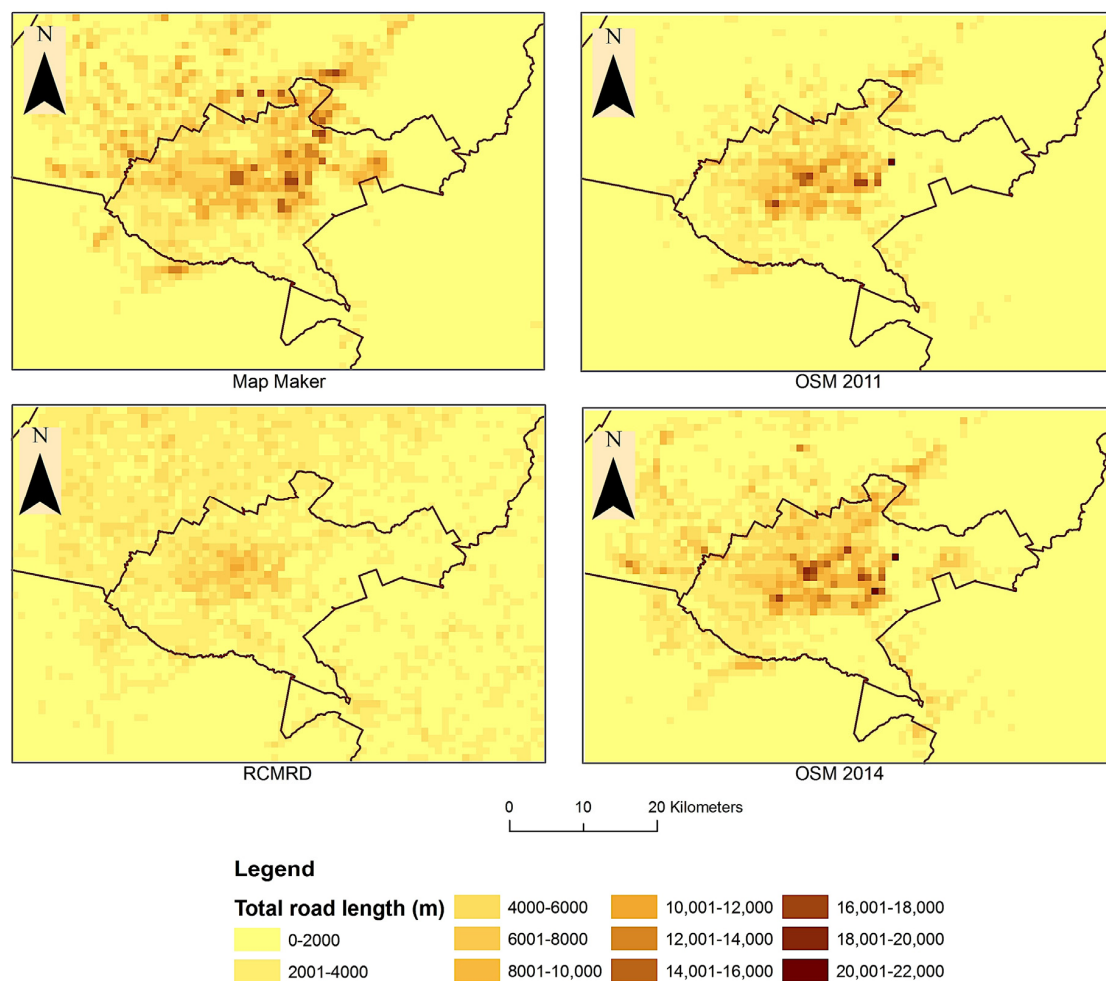 N
N
Map Maker
OSM 2011
N
N
RCMRD
OSM 2014
0 10 20 Kilometers
Legend
Total road length (m)
0-2000
2001-4000
4000-6000
6001-8000
8001-10,000
10,001-12,000
12,001-14,000
14,001-16,000
16,001-18,000
18,001-20,000
20,001-22,000